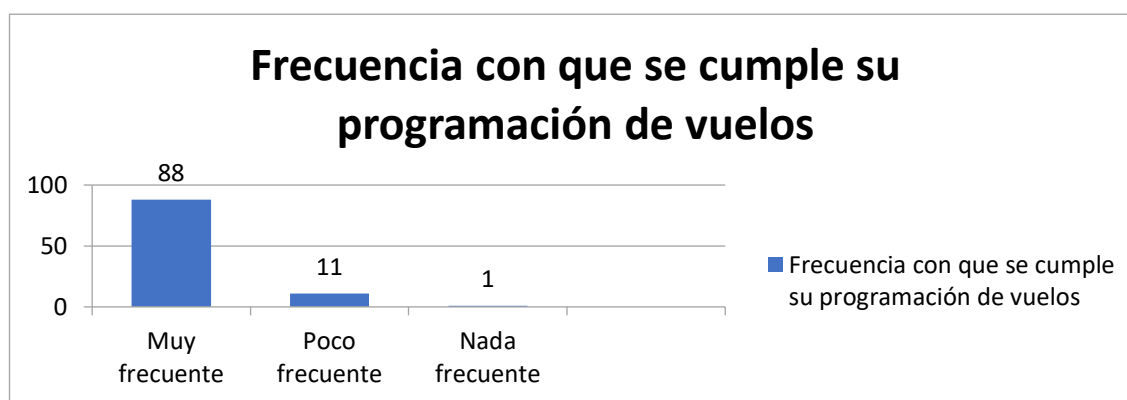 Frecuencia con que se cumple su
programación de vuelos
88
100
50
11
1
0
Muy
frecuente
Poco
frecuente
Nada
frecuente
Frecuencia con que se cumple
su programación de vuelos